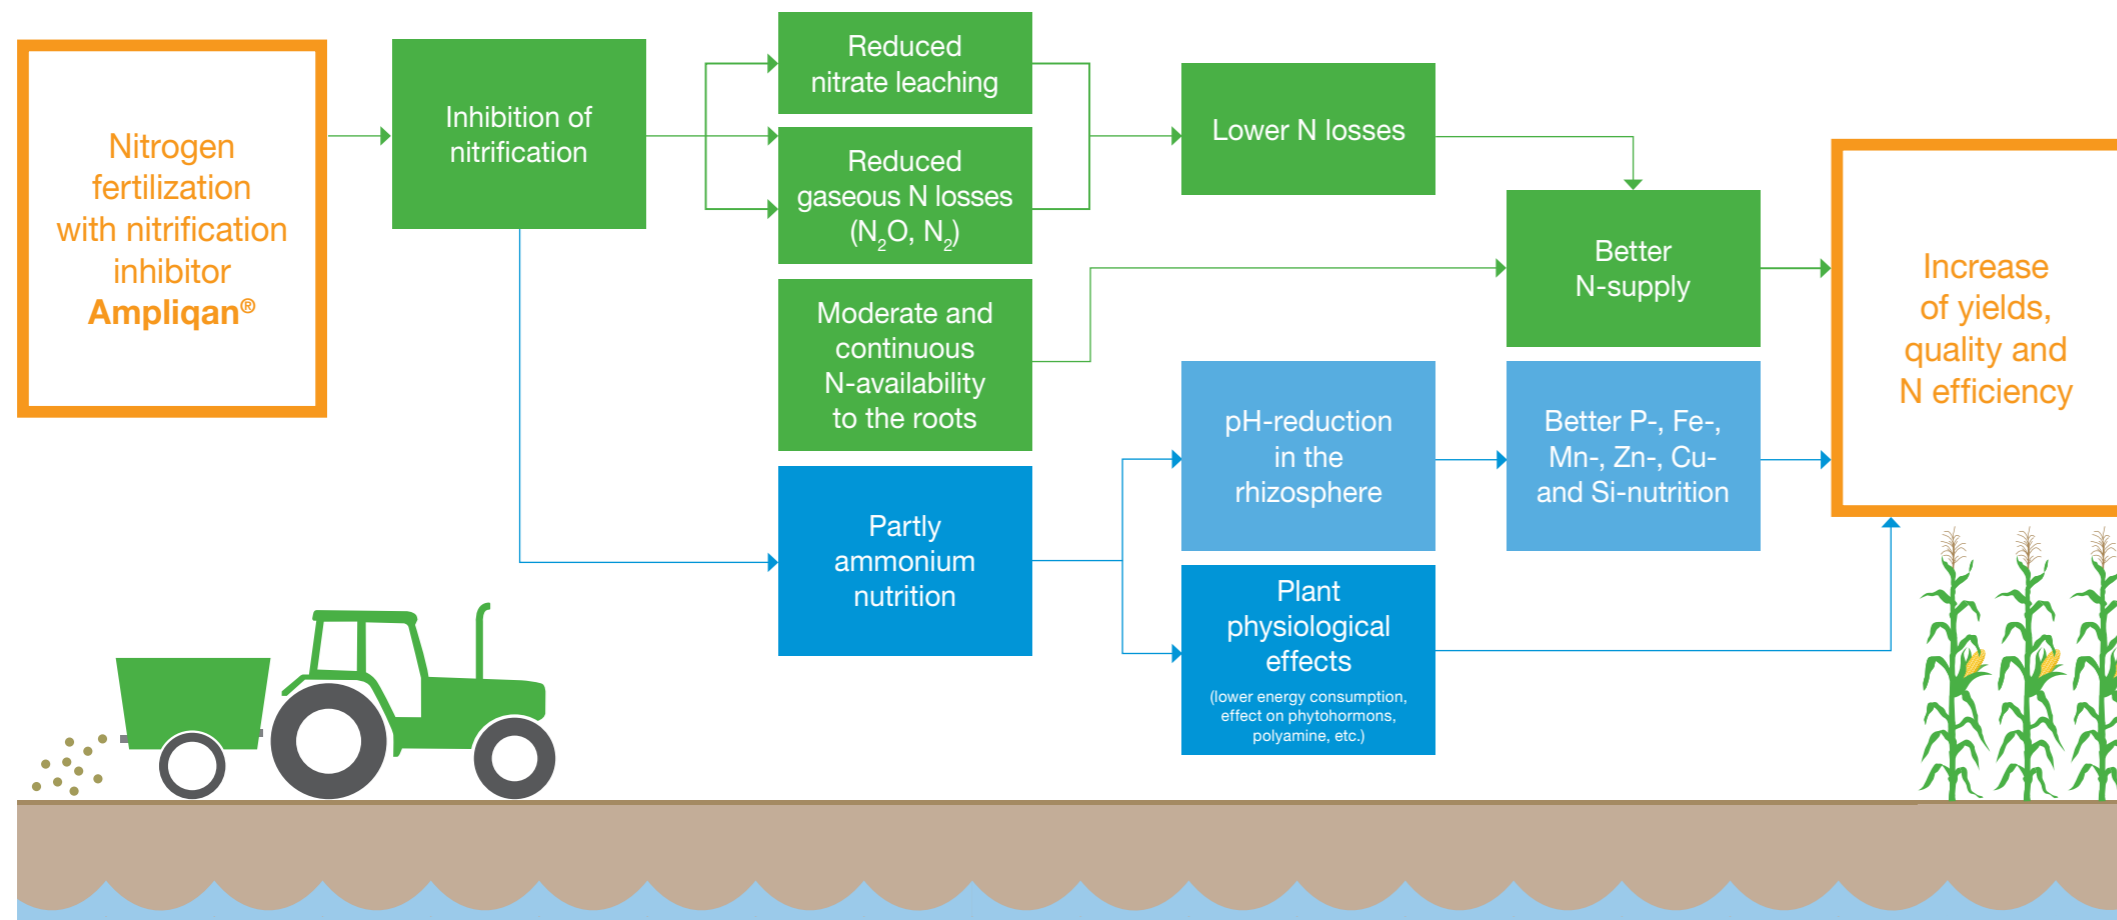 Nitrogen
fertilization
with nitrification
inhibitor
Ampliqan®
Inhibition of
nitrification
Reduced
nitrate leaching
Reduced
gaseous N losses
(N₂O, N₂)
Moderate and
continuous
N-availability
to the roots
Partly
ammonium
nutrition
Lower N losses
pH-reduction
in the
rhizosphere
Plant
physiological
effects
(lower energy consumption,
effect on phytohormons,
polyamine, etc.)
Better
N-supply
Better P-, Fe-,
Mn-, Zn-, Cu-
and Si-nutrition
Increase
of yields,
quality and
N efficiency